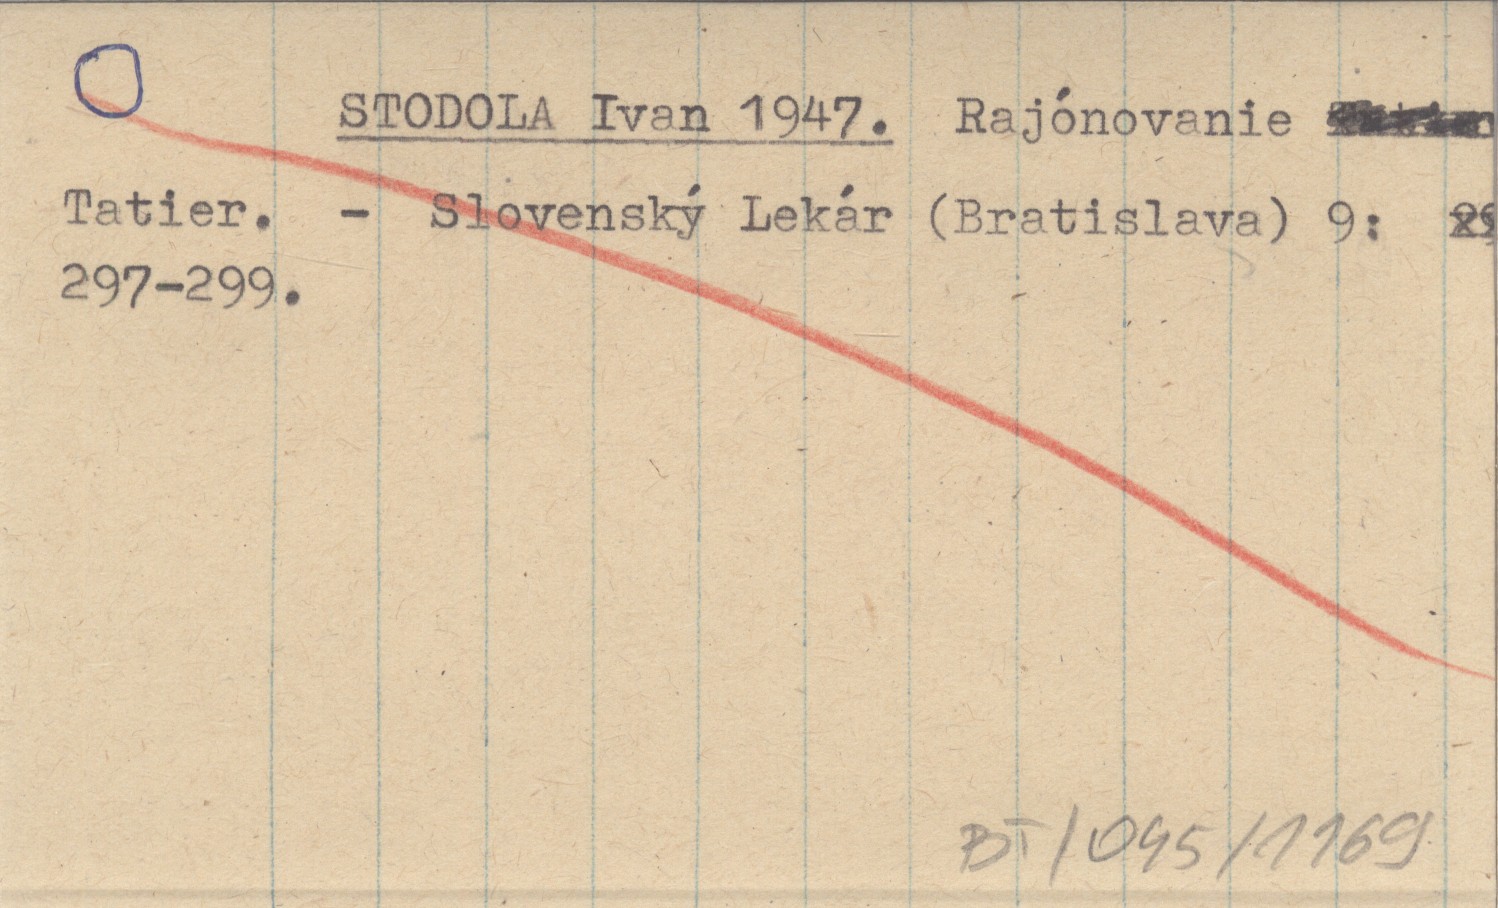 STODOLA Ivan 1947. Rajónovanie
Tatier. - Slovenský Lekár (Bratislava) 9:
297-299.
BT/045/1169